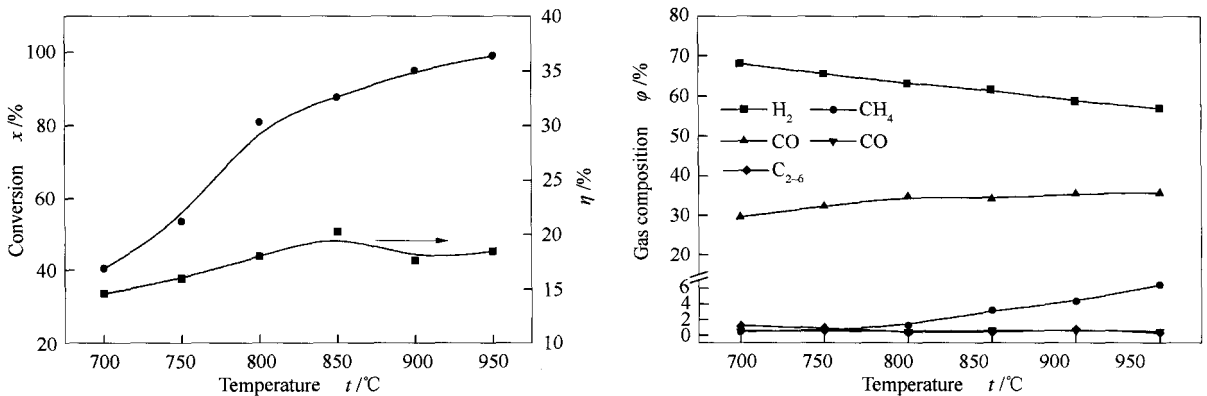 40
100
35
80
30
60
25
20
40
15
20
10
700 750 800 850 900 950
Temperature t /℃
Conversion x /%
η /%
80
70
60
50
40
30
20
6
4
2
0
H₂ CH₄
CO CO
C₂₋₆
700 750 800 850 900 950
Temperature t /℃
Gas composition φ /%